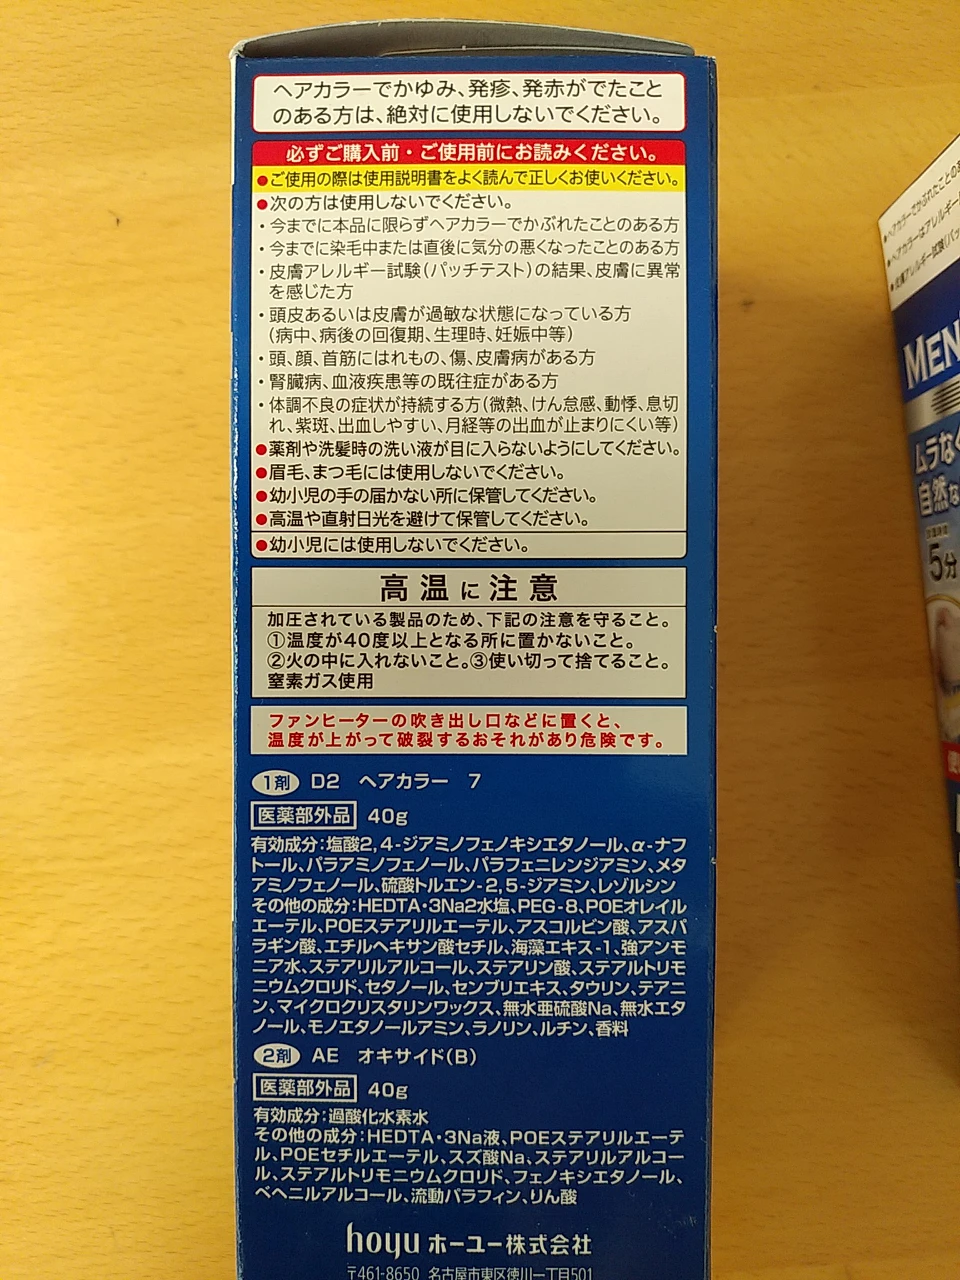 ヘアカラーでかゆみ、発疹、発赤がでたこと
のある方は、絶対に使用しないでください。
必ずご購入前・ご使用前にお読みください。
●ご使用の際は使用説明書をよく読んで正しくお使いください。
●次の方は使用しないでください。
・今までに本品に限らずヘアカラーでかぶれたことのある方
・今までに染毛中または直後に気分の悪くなったことのある方
・皮膚アレルギー試験(パッチテスト)の結果、皮膚に異常
を感じた方
・頭皮あるいは皮膚が過敏な状態になっている方
(病中、病後の回復期、生理時、妊娠中等)
・頭、顔、首筋にはれもの、傷、皮膚病がある方
・腎臓病、血液疾患等の既往症がある方
・体調不良の症状が持続する方(微熱、けん怠感、動悸、息切
れ、紫斑、出血しやすい、月経等の出血が止まりにくい等)
●薬剤や洗髪時の洗い液が目に入らないようにしてください。
●眉毛、まつ毛には使用しないでください。
●幼小児の手の届かない所に保管してください。
●高温や直射日光を避けて保管してください。
●幼小児には使用しないでください。
高温に注意
加圧されている製品のため、下記の注意を守ること。
①温度が40度以上となる所に置かないこと。
②火の中に入れないこと。③使い切って捨てること。
窒素ガス使用
ファンヒーターの吹き出し口などに置くと、
温度が上がって破裂するおそれがあり危険です。
1剤 D2 ヘアカラー 7
医薬部外品 40g
有効成分:塩酸2,4-ジアミノフェノキシエタノール、α-ナフ
トール、パラアミノフェノール、パラフェニレンジアミン、メタ
アミノフェノール、硫酸トルエン-2,5-ジアミン、レゾルシン
その他の成分:HEDTA・3Na2水塩、PEG-8、POEオレイル
エーテル、POEステアリルエーテル、アスコルビン酸、アスパ
ラギン酸、エチルヘキサン酸セチル、海藻エキス-1、強アンモ
ニア水、ステアリルアルコール、ステアリン酸、ステアルトリモ
ニウムクロリド、セタノール、センブリエキス、タウリン、テアニ
ン、マイクロクリスタリンワックス、無水亜硫酸Na、無水エタ
ノール、モノエタノールアミン、ラノリン、ルチン、香料
2剤 AE オキサイド(B)
医薬部外品 40g
有効成分:過酸化水素水
その他の成分:HEDTA・3Na液、POEステアリルエーテ
ル、POEセチルエーテル、スズ酸Na、ステアリルアルコー
ル、ステアルトリモニウムクロリド、フェノキシエタノール、
ベヘニルアルコール、流動パラフィン、りん酸
hoyu ホーユー株式会社
〒461-8650 名古屋市東区徳川一丁目501
●ヘアカラーでかぶれたことのあ
●ヘアカラーはアレルギー
●皮膚アレルギー試験(パッ
MEN'
ムラなく
自然な
5分